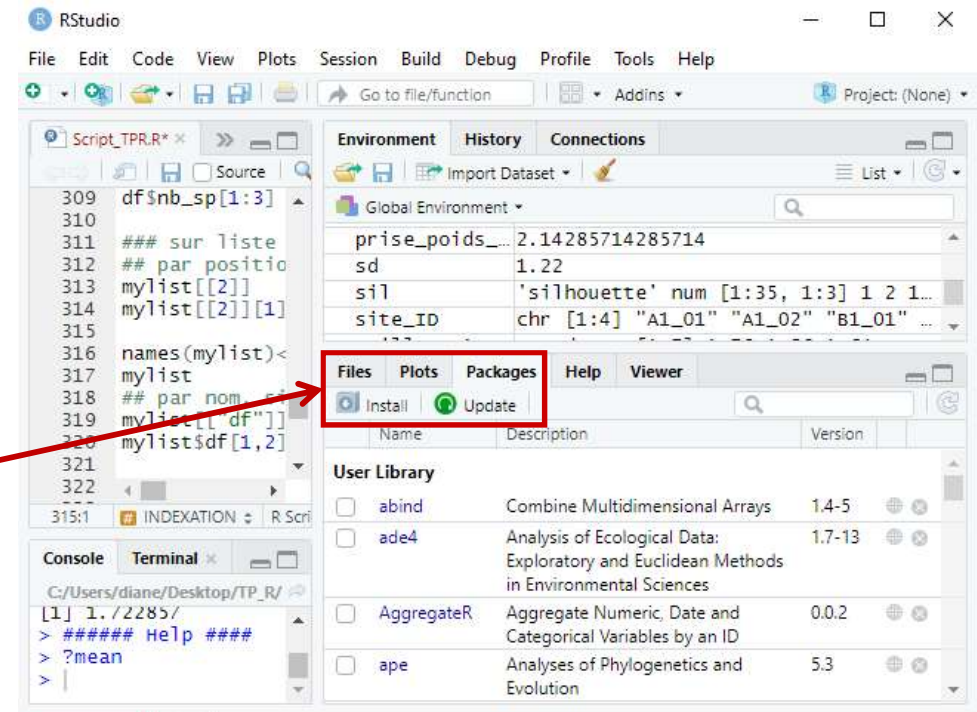 RStudio
File Edit Code View Plots Session Build Debug Profile Tools Help
Go to file/function Addins Project: (None)
Script_TPR.R*
Source
309 df$nb_sp[1:3]
310
311 ### sur liste
312 ## par positio
313 mylist[[2]]
314 mylist[[2]][1]
315
316 names(mylist)<
317 mylist
318 ## par nom,
319 mylist[["df"]]
320 mylist$df[1,2]
321
322
315:1 INDEXATION R Scri
Console Terminal
C:/Users/diane/Desktop/TP_R/
[1] 1.722857
> ###### Help ####
> ?mean
>
Environment History Connections
Import Dataset List
Global Environment
prise_poids_… 2.14285714285714
sd 1.22
sil 'silhouette' num [1:35, 1:3] 1 2 1…
site_ID chr [1:4] "A1_01" "A1_02" "B1_01" …
Files Plots Packages Help Viewer
Install Update
Name Description Version
User Library
abind Combine Multidimensional Arrays 1.4-5
ade4 Analysis of Ecological Data: 1.7-13
Exploratory and Euclidean Methods
in Environmental Sciences
AggregateR Aggregate Numeric, Date and 0.0.2
Categorical Variables by an ID
ape Analyses of Phylogenetics and 5.3
Evolution